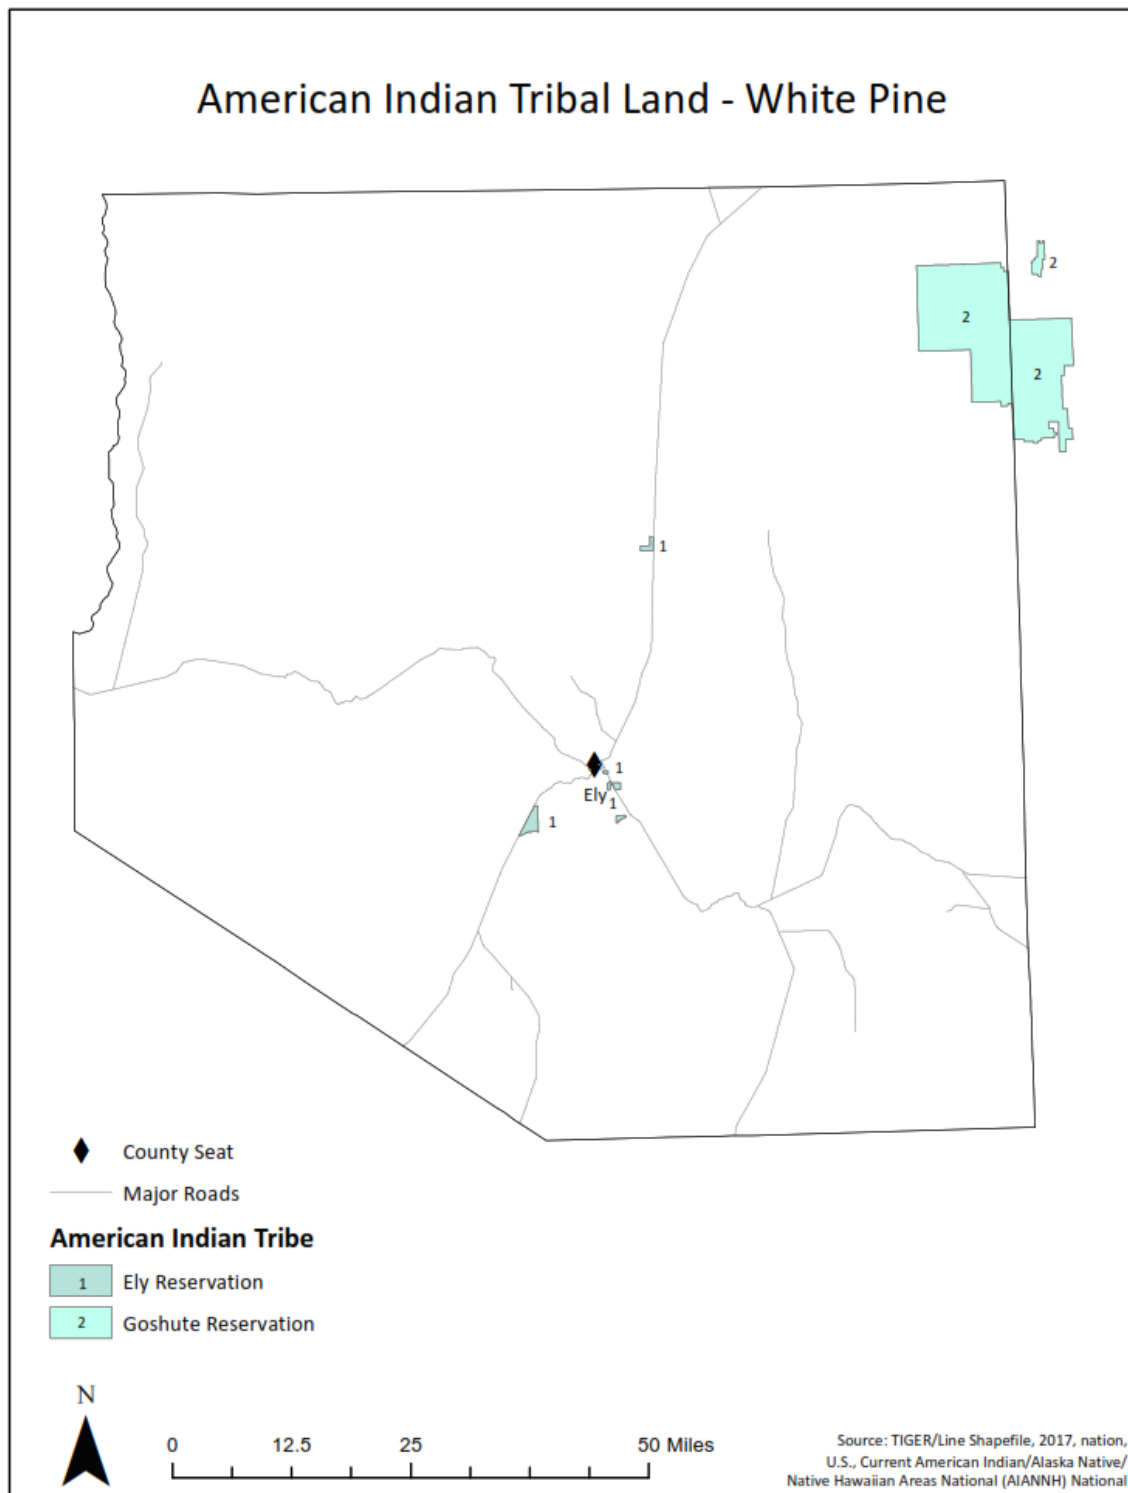 American Indian Tribal Land - White Pine
2
2
2
1
1
Ely
1
1
County Seat
Major Roads
American Indian Tribe
1 Ely Reservation
2 Goshute Reservation
N
0 12.5 25 50 Miles
Source: TIGER/Line Shapefile, 2017, nation,
U.S., Current American Indian/Alaska Native/
Native Hawaiian Areas National (AIANNH) National